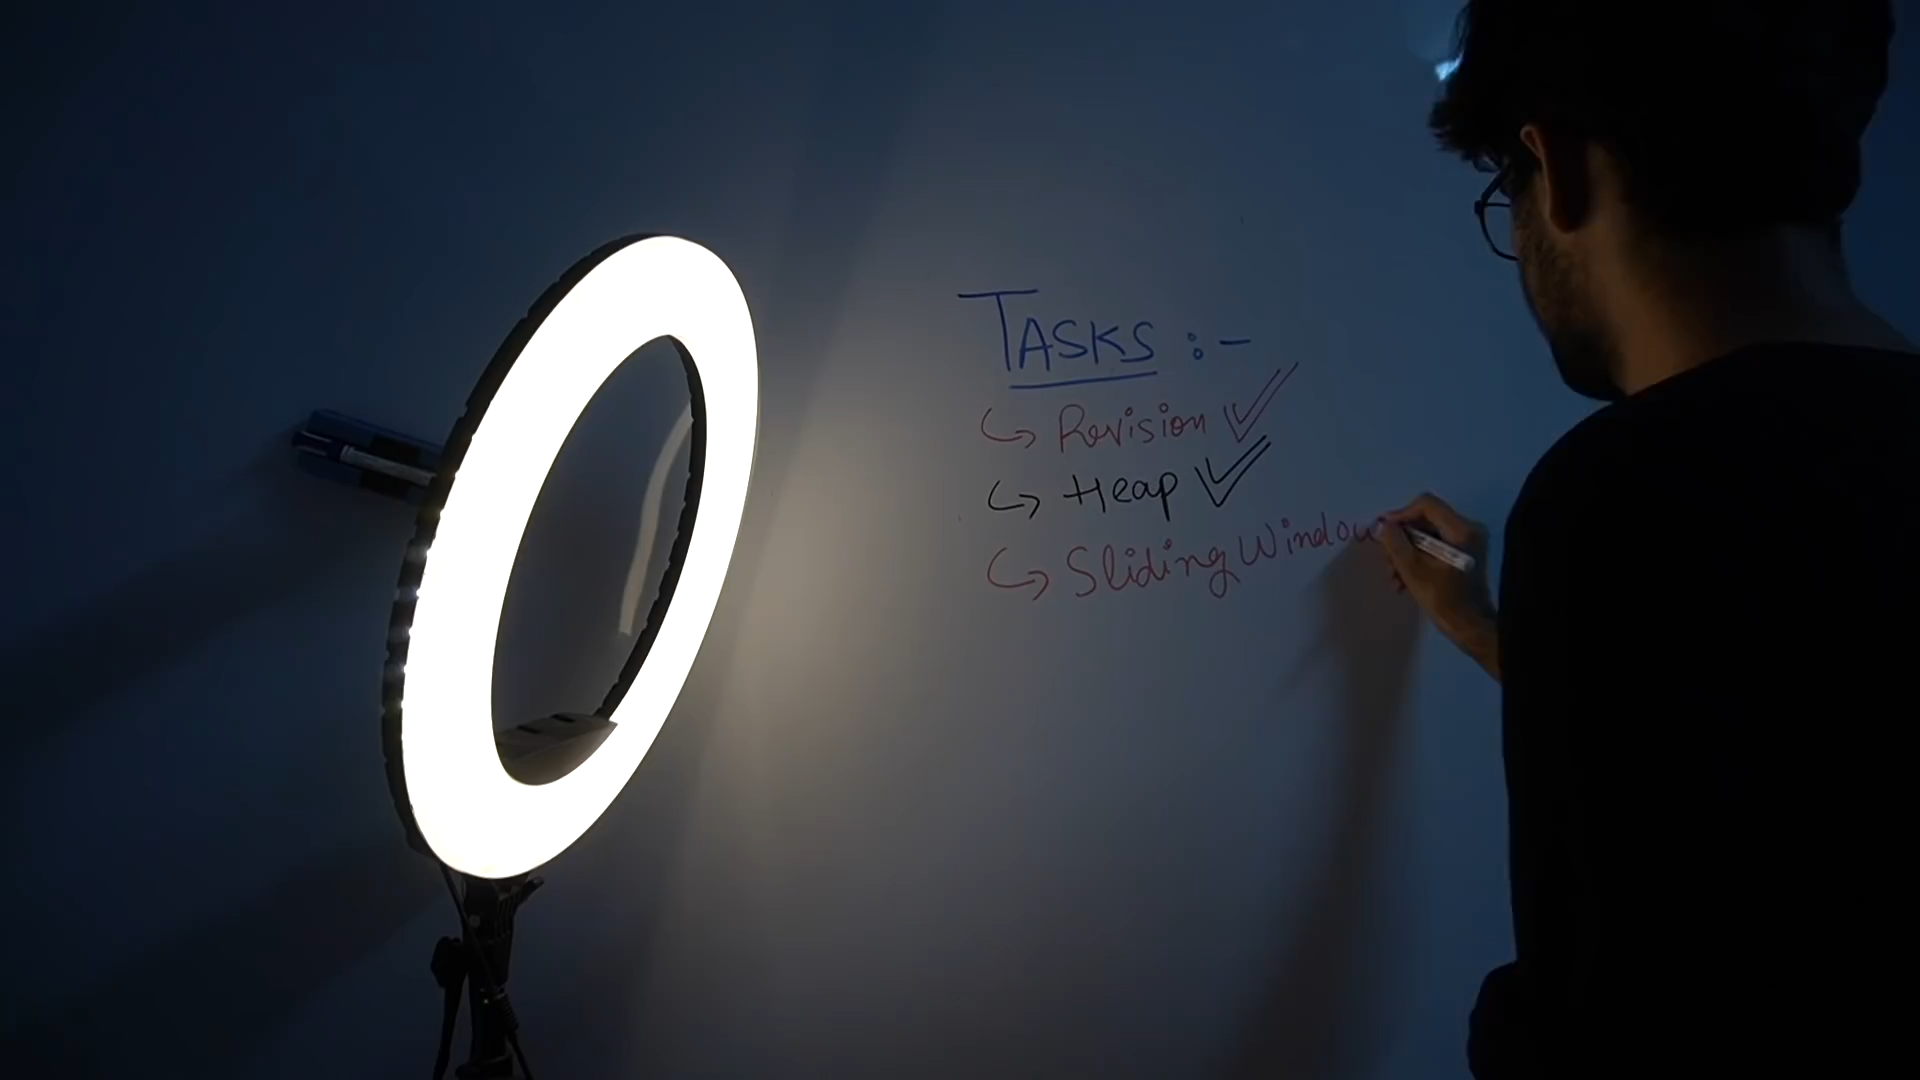 TASKS :-
↪ Revision ✓
↪ Heap ✓
↪ Sliding Window